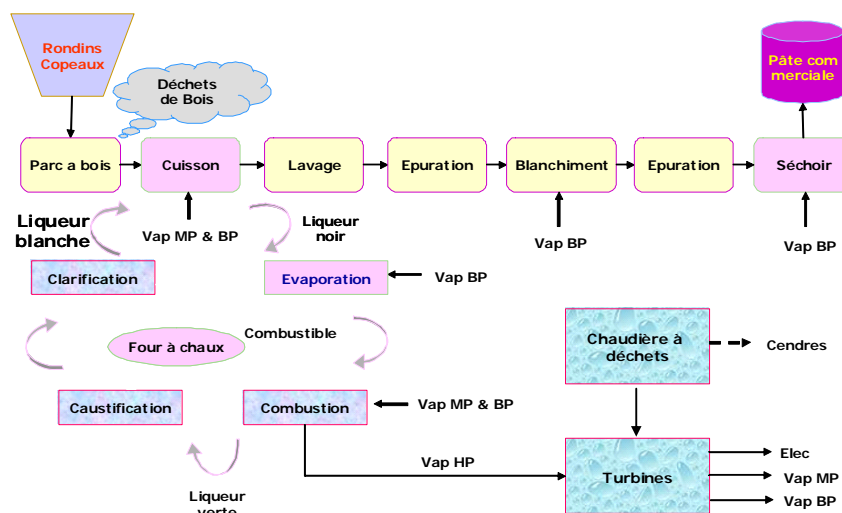 Rondins
Copeaux
Déchets
de Bois
Pâte com
merciale
Parc a bois
Cuisson
Lavage
Epuration
Blanchiment
Epuration
Séchoir
Liqueur
blanche
Vap MP & BP
Liqueur
noir
Vap BP
Vap BP
Clarification
Evaporation
Vap BP
Four à chaux
Combustible
Chaudière à
déchets
Cendres
Caustification
Combustion
Vap MP & BP
Vap HP
Turbines
Elec
Vap MP
Vap BP
Liqueur
verte